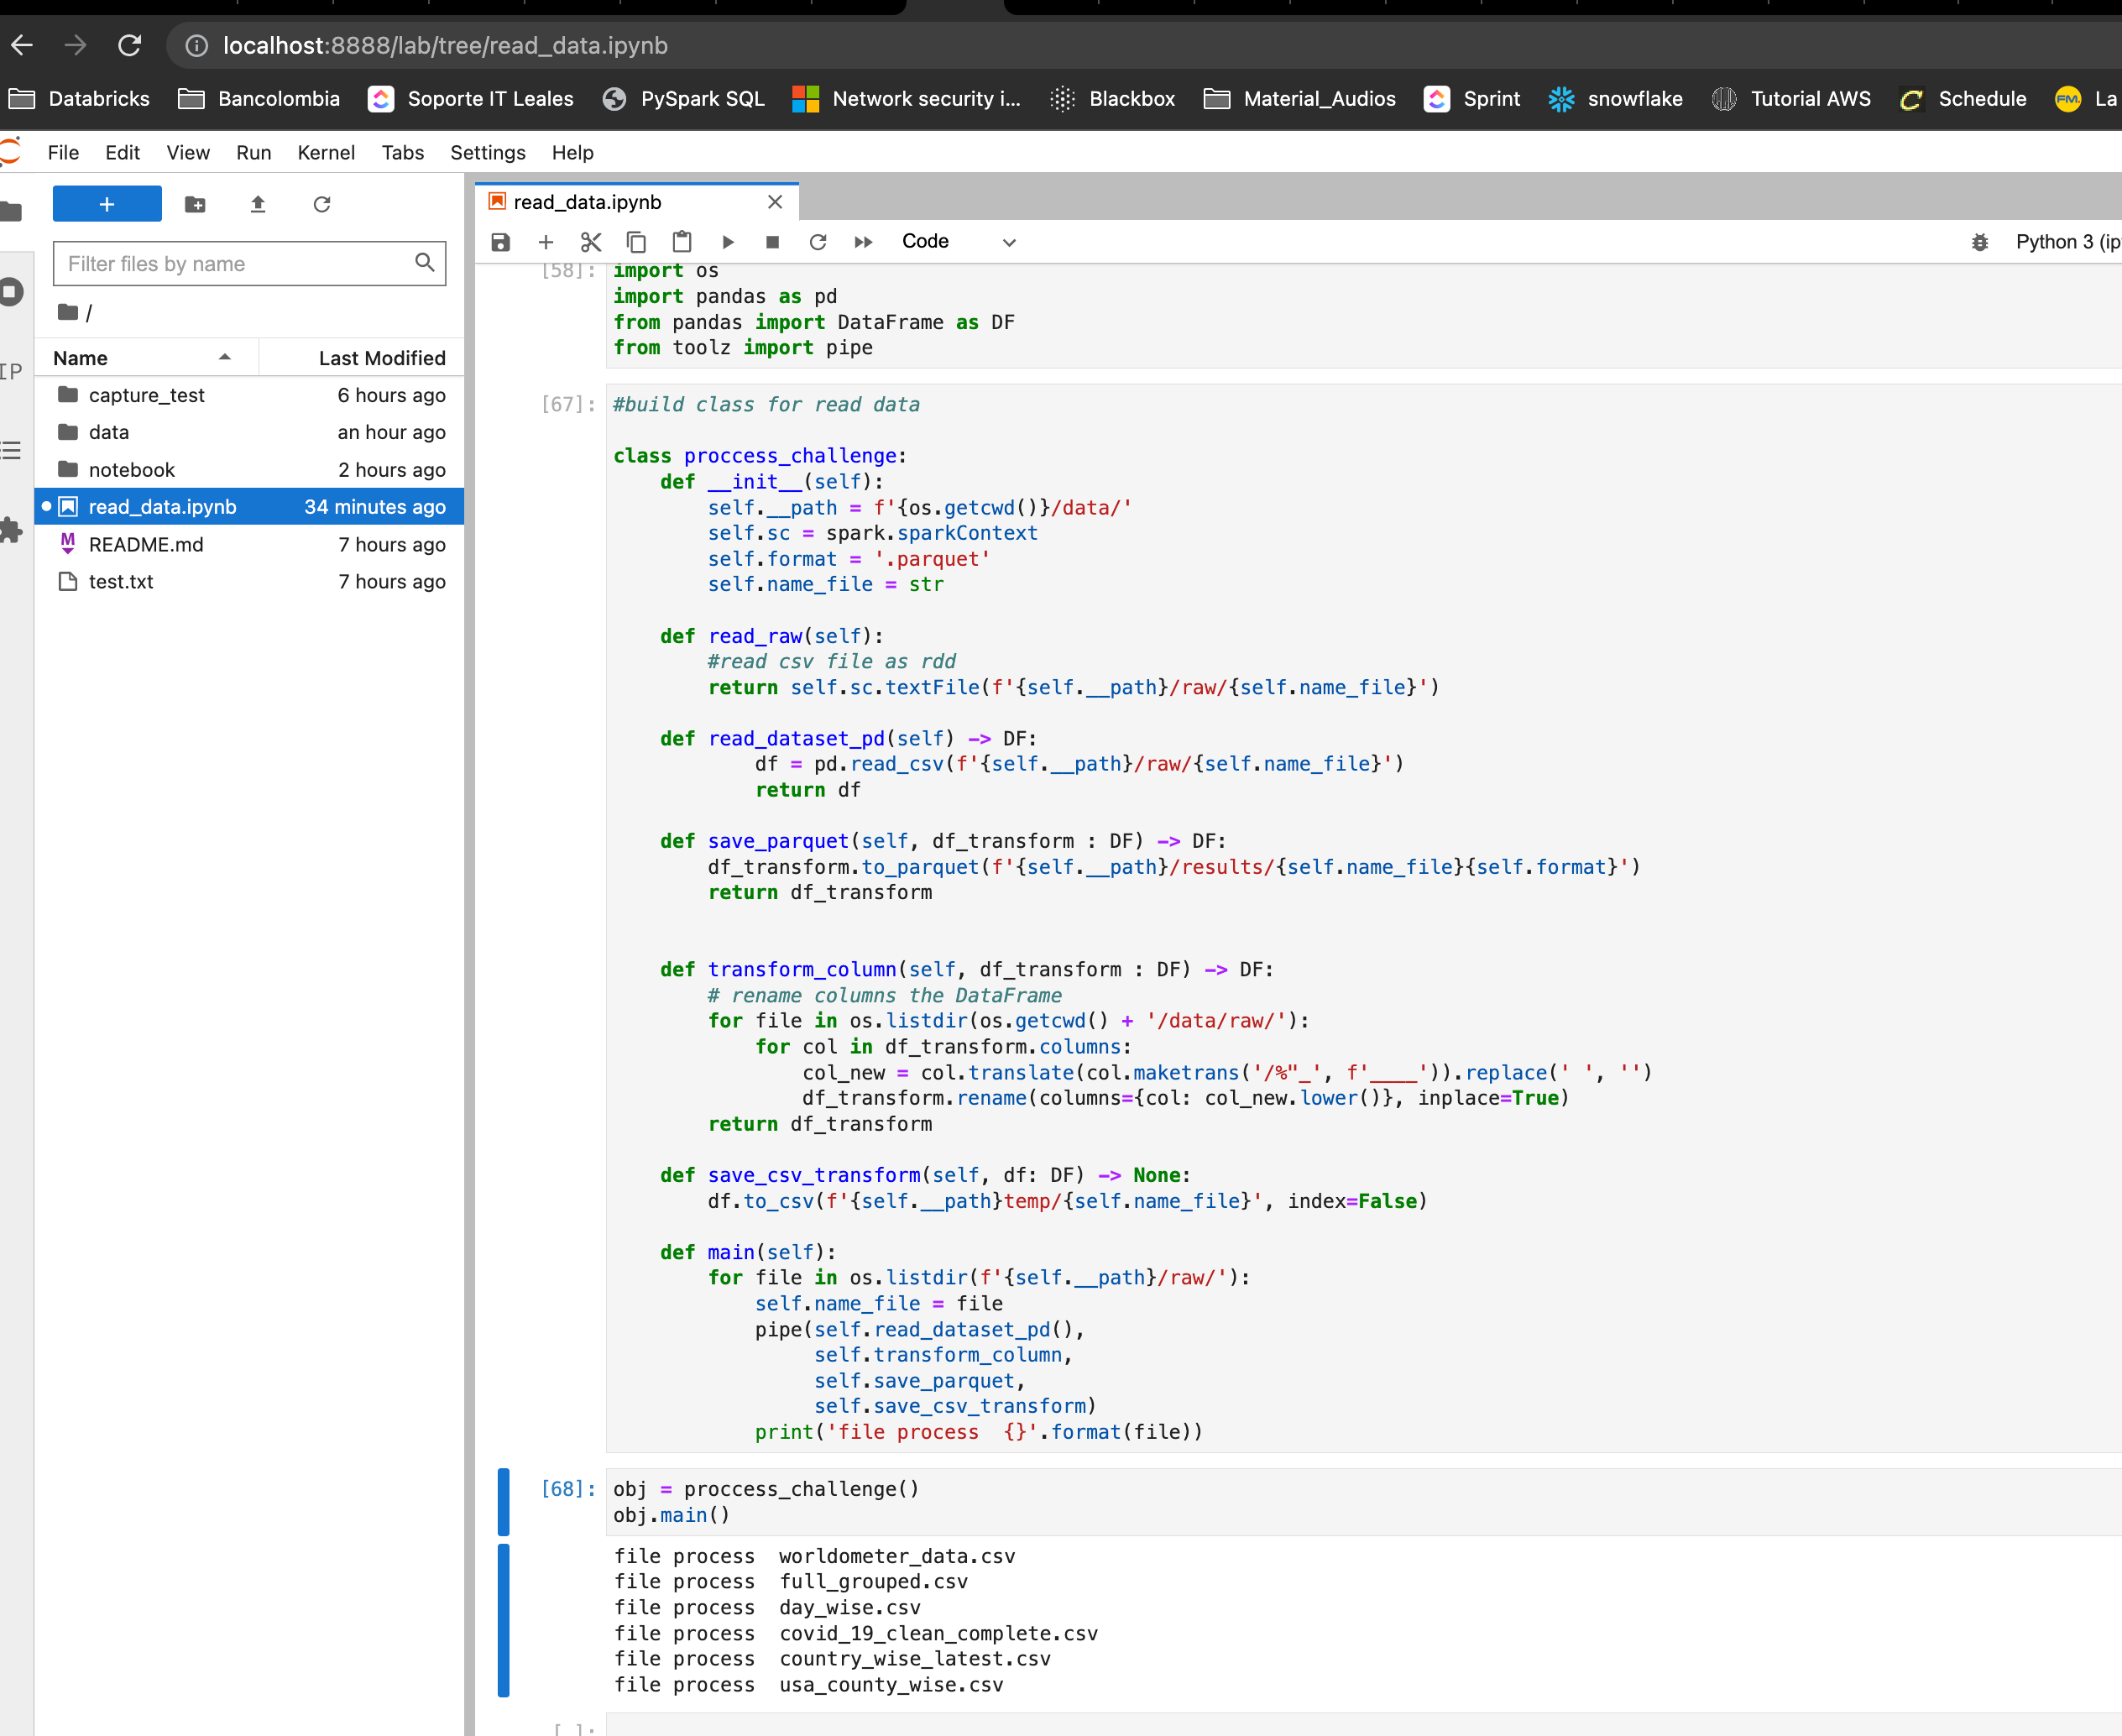 localhost:8888/lab/tree/read_data.ipynb
Databricks Bancolombia Soporte IT Leales PySpark SQL Network security i... Blackbox Material_Audios Sprint snowflake Tutorial AWS Schedule FM. La
File Edit View Run Kernel Tabs Settings Help
+
read_data.ipynb
Code
Python 3 (ip
Filter files by name
/
IP
Name Last Modified
capture_test 6 hours ago
data an hour ago
notebook 2 hours ago
read_data.ipynb 34 minutes ago
M README.md 7 hours ago
test.txt 7 hours ago
[58]: import os
import pandas as pd
from pandas import DataFrame as DF
from toolz import pipe
[67]: #build class for read data
class proccess_challenge:
    def __init__(self):
        self.__path = f'{os.getcwd()}/data/'
        self.sc = spark.sparkContext
        self.format = '.parquet'
        self.name_file = str
    def read_raw(self):
        #read csv file as rdd
        return self.sc.textFile(f'{self.__path}/raw/{self.name_file}')
    def read_dataset_pd(self) -> DF:
            df = pd.read_csv(f'{self.__path}/raw/{self.name_file}')
            return df
    def save_parquet(self, df_transform : DF) -> DF:
        df_transform.to_parquet(f'{self.__path}/results/{self.name_file}{self.format}')
        return df_transform
    def transform_column(self, df_transform : DF) -> DF:
        # rename columns the DataFrame
        for file in os.listdir(os.getcwd() + '/data/raw/'):
            for col in df_transform.columns:
                col_new = col.translate(col.maketrans('/%"_', f'____')).replace(' ', '')
                df_transform.rename(columns={col: col_new.lower()}, inplace=True)
        return df_transform
    def save_csv_transform(self, df: DF) -> None:
        df.to_csv(f'{self.__path}temp/{self.name_file}', index=False)
    def main(self):
        for file in os.listdir(f'{self.__path}/raw/'):
            self.name_file = file
            pipe(self.read_dataset_pd(),
                 self.transform_column,
                 self.save_parquet,
                 self.save_csv_transform)
            print('file process  {}'.format(file))
[68]: obj = proccess_challenge()
obj.main()
file process  worldometer_data.csv
file process  full_grouped.csv
file process  day_wise.csv
file process  covid_19_clean_complete.csv
file process  country_wise_latest.csv
file process  usa_county_wise.csv
[ ]: